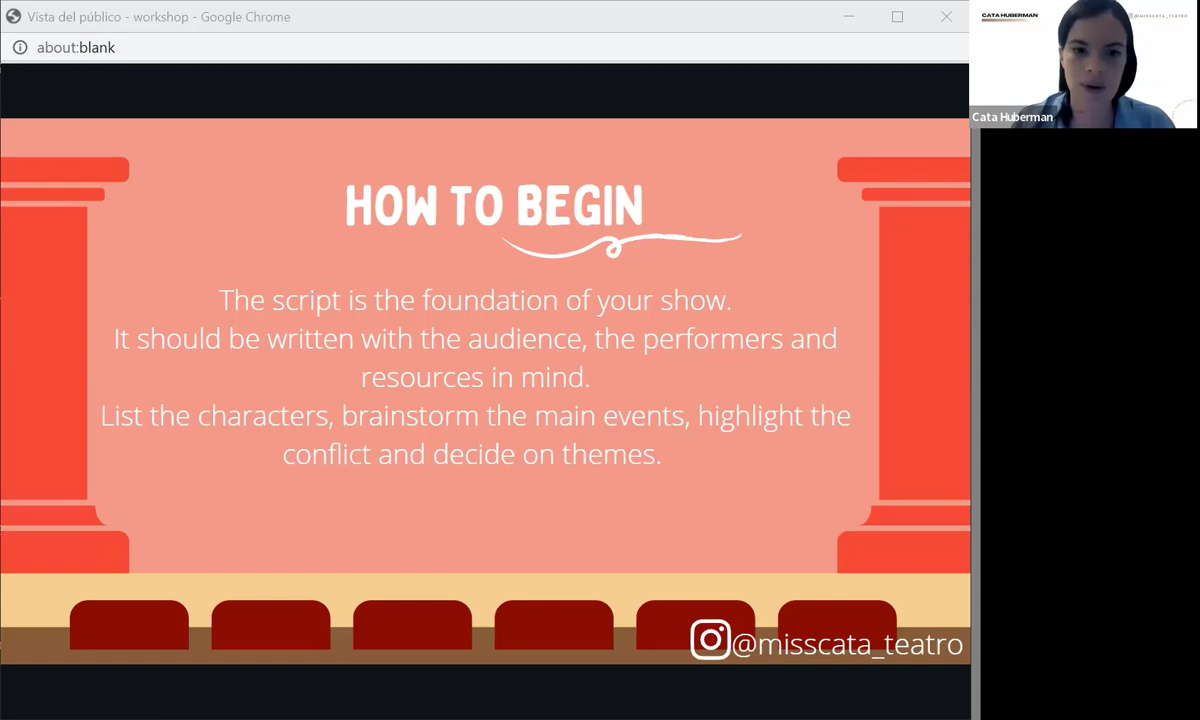 Vista del público - workshop - Google Chrome
about:blank
CATA HUBERMAN
@MISSCATA_TEATRO
Cata Huberman
HOW TO BEGIN
The script is the foundation of your show.
It should be written with the audience, the performers and
resources in mind.
List the characters, brainstorm the main events, highlight the
conflict and decide on themes.
@misscata_teatro